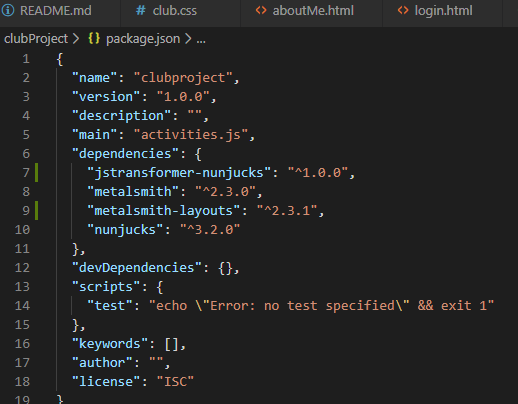 README.md # club.css <> aboutMe.html <> login.html
clubProject > {} package.json > ...
1 {
2 "name": "clubproject",
3 "version": "1.0.0",
4 "description": "",
5 "main": "activities.js",
6 "dependencies": {
7 "jstransformer-nunjucks": "^1.0.0",
8 "metalsmith": "^2.3.0",
9 "metalsmith-layouts": "^2.3.1",
10 "nunjucks": "^3.2.0"
11 },
12 "devDependencies": {},
13 "scripts": {
14 "test": "echo \"Error: no test specified\" && exit 1"
15 },
16 "keywords": [],
17 "author": "",
18 "license": "ISC"
19 }